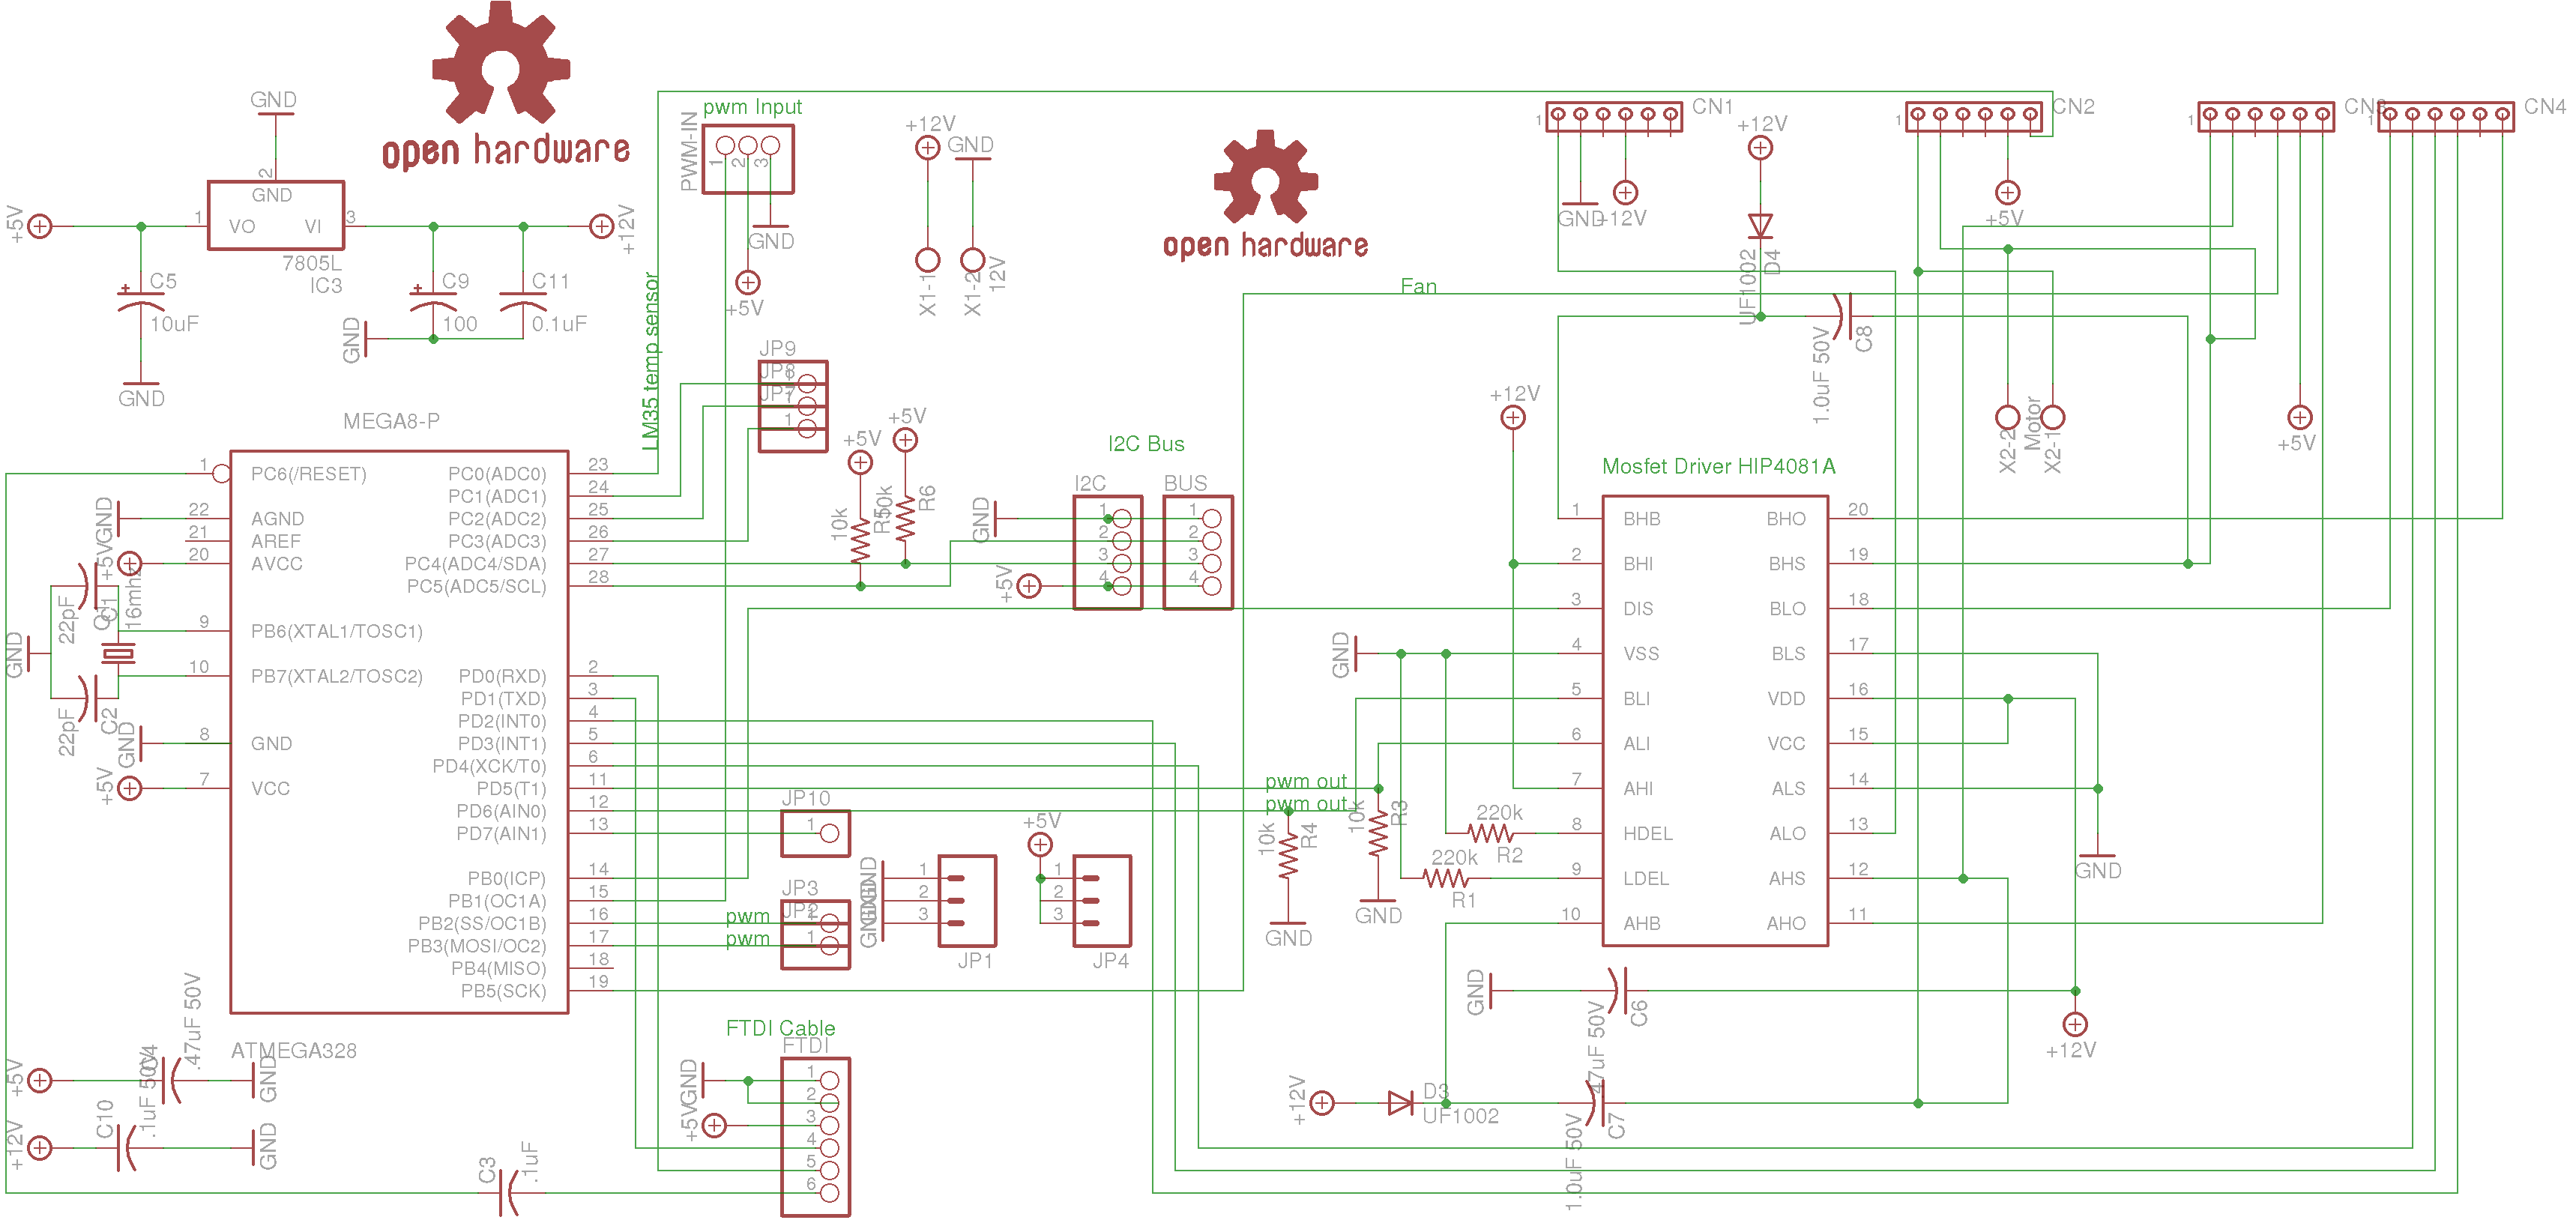 open hardware
GND
2
GND
+5V
1
VO
VI
3
+12V
7805L
IC3
C5
10uF
GND
C9
100
C11
0.1uF
GND
pwm Input
PWM-IN
1
2
3
GND
+5V
LM35 temp sensor
+12V
GND
X1-1
X1-2
12V
open hardware
1
CN1
GND
+12V
+12V
UF1002
D4
1
CN2
+5V
1
CN3
1
CN4
Fan
1.0uF 50V
C8
X2-2
Motor
X2-1
+5V
JP9
JP8
JP7
1
MEGA8-P
1
PC6(/RESET)
22
AGND
21
AREF
20
AVCC
9
PB6(XTAL1/TOSC1)
10
PB7(XTAL2/TOSC2)
8
GND
7
VCC
PC0(ADC0)
23
PC1(ADC1)
24
PC2(ADC2)
25
PC3(ADC3)
26
PC4(ADC4/SDA)
27
PC5(ADC5/SCL)
28
PD0(RXD)
2
PD1(TXD)
3
PD2(INT0)
4
PD3(INT1)
5
PD4(XCK/T0)
6
PD5(T1)
11
PD6(AIN0)
12
PD7(AIN1)
13
PB0(ICP)
14
PB1(OC1A)
15
PB2(SS/OC1B)
16
PB3(MOSI/OC2)
17
PB4(MISO)
18
PB5(SCK)
19
ATMEGA328
GND
+5V
22pF
16mhz
GND
22pF
C2
GND
+5V
+5V
+5V
10k
R6
I2C Bus
I2C
BUS
GND
+5V
1
2
3
4
1
2
3
4
+12V
Mosfet Driver HIP4081A
1
BHB
BHO
20
2
BHI
BHS
19
3
DIS
BLO
18
4
VSS
BLS
17
5
BLI
VDD
16
6
ALI
VCC
15
7
AHI
ALS
14
8
HDEL
ALO
13
9
LDEL
AHS
12
10
AHB
AHO
11
GND
pwm out
pwm out
10k
R4
GND
10k
R3
GND
220k
R2
220k
R1
GND
JP10
1
JP3
JP2
1
pwm
pwm
GND
1
2
3
JP1
+5V
1
2
3
JP4
GND
C6
.47uF 50V
+12V
+12V
D3
UF1002
C7
1.0uF 50V
FTDI Cable
FTDI
GND
+5V
1
2
3
4
5
6
+5V
C4
.47uF 50V
GND
+12V
C10
.1uF 50V
GND
C3
.1uF